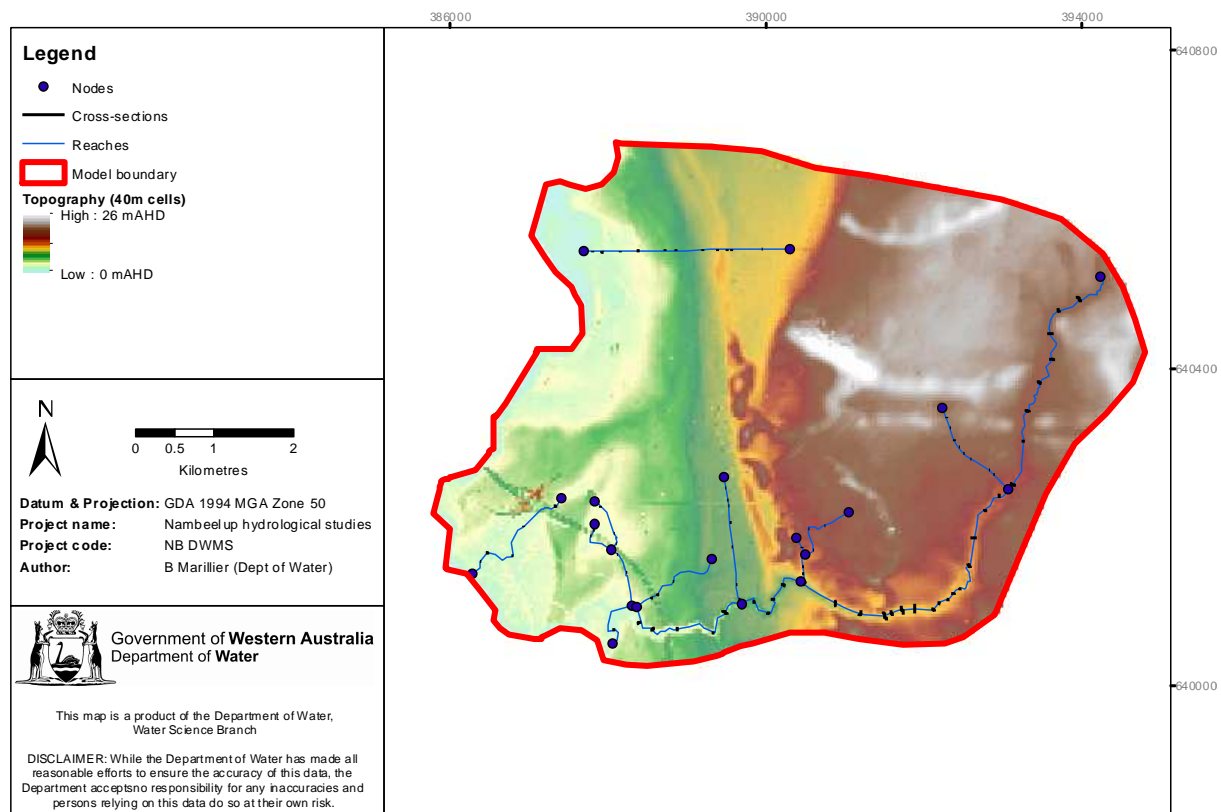 386000
390000
394000
640800
640400
640000
Legend
Nodes
Cross-sections
Reaches
Model boundary
Topography (40m cells)
High : 26 mAHD
Low : 0 mAHD
N
0 0.5 1 2
Kilometres
Datum & Projection: GDA 1994 MGA Zone 50
Project name: Nambeelup hydrological studies
Project code: NB DWMS
Author: B Marillier (Dept of Water)
Government of Western Australia
Department of Water
This map is a product of the Department of Water,
Water Science Branch
DISCLAIMER: While the Department of Water has made all
reasonable efforts to ensure the accuracy of this data, the
Department acceptsno responsibility for any inaccuracies and
persons relying on this data do so at their own risk.